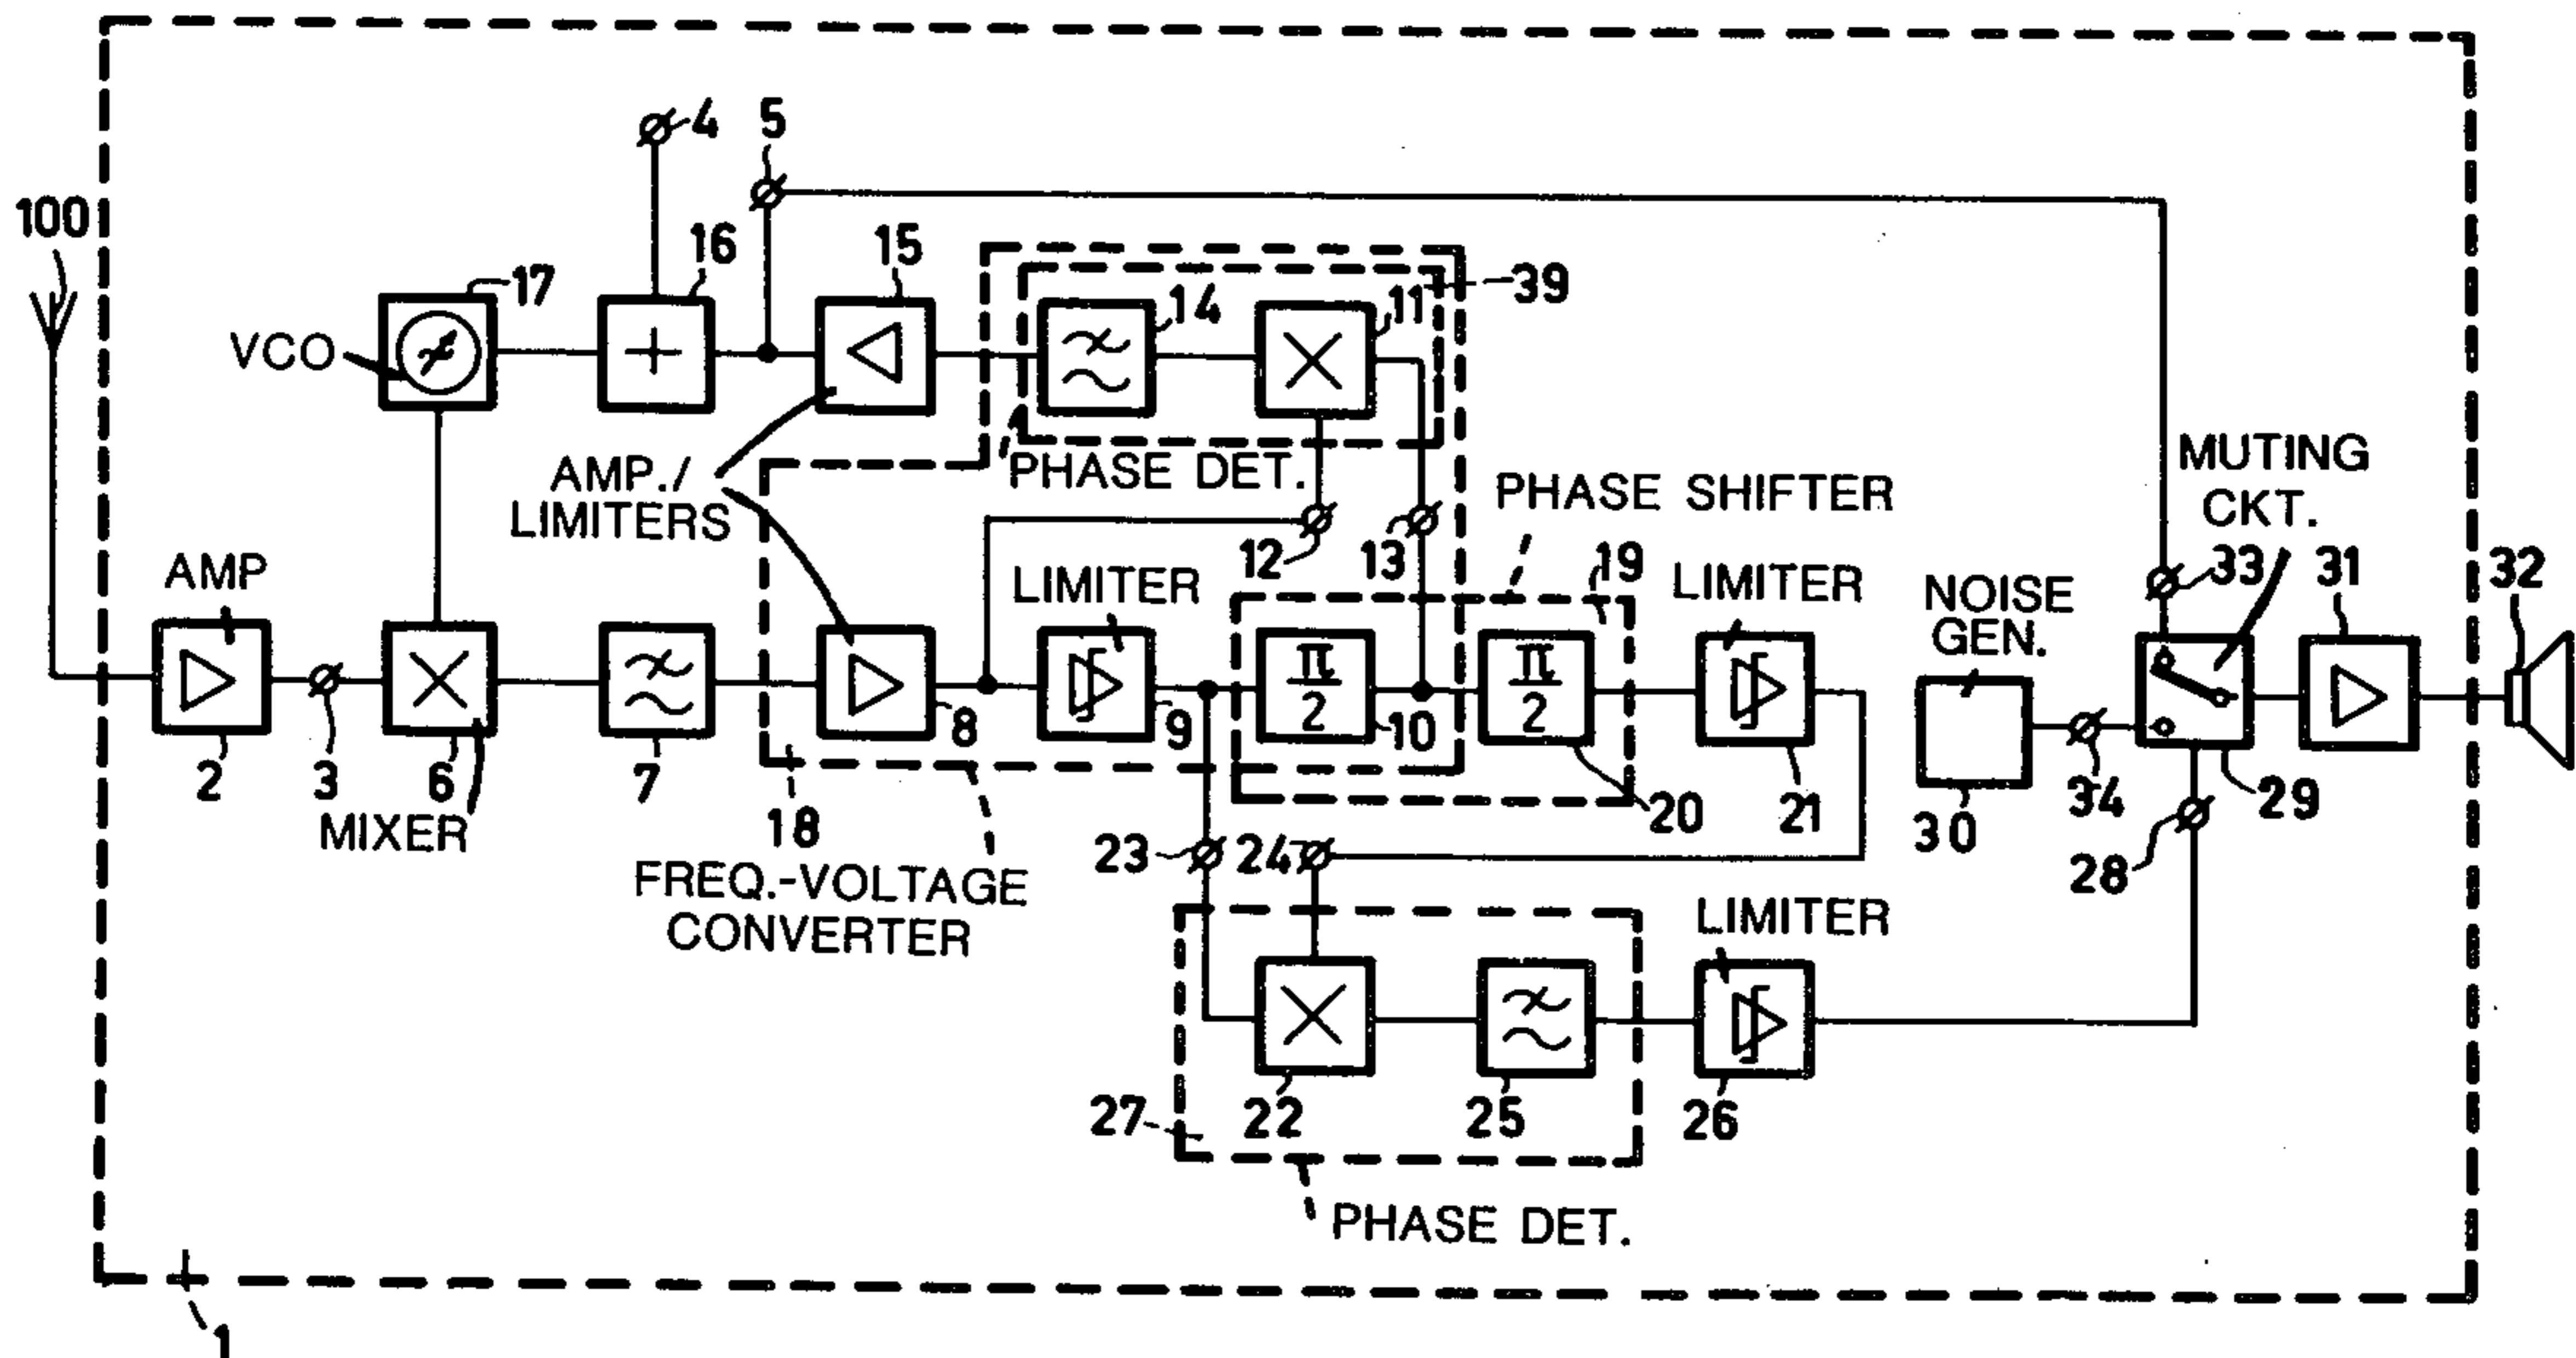 4
5
100
16
15
17
39
14
11
VCO
MUTING
CKT.
AMP./
LIMITERS
PHASE DET.
PHASE SHIFTER
12
13
19
33
31
32
AMP
LIMITER
LIMITER
NOISE
GEN.
π
2
π
2
2
3
6
7
8
9
10
20
21
30
34
29
MIXER
18
23
24
28
FREQ.-VOLTAGE
CONVERTER
LIMITER
27
22
25
26
PHASE DET.
1